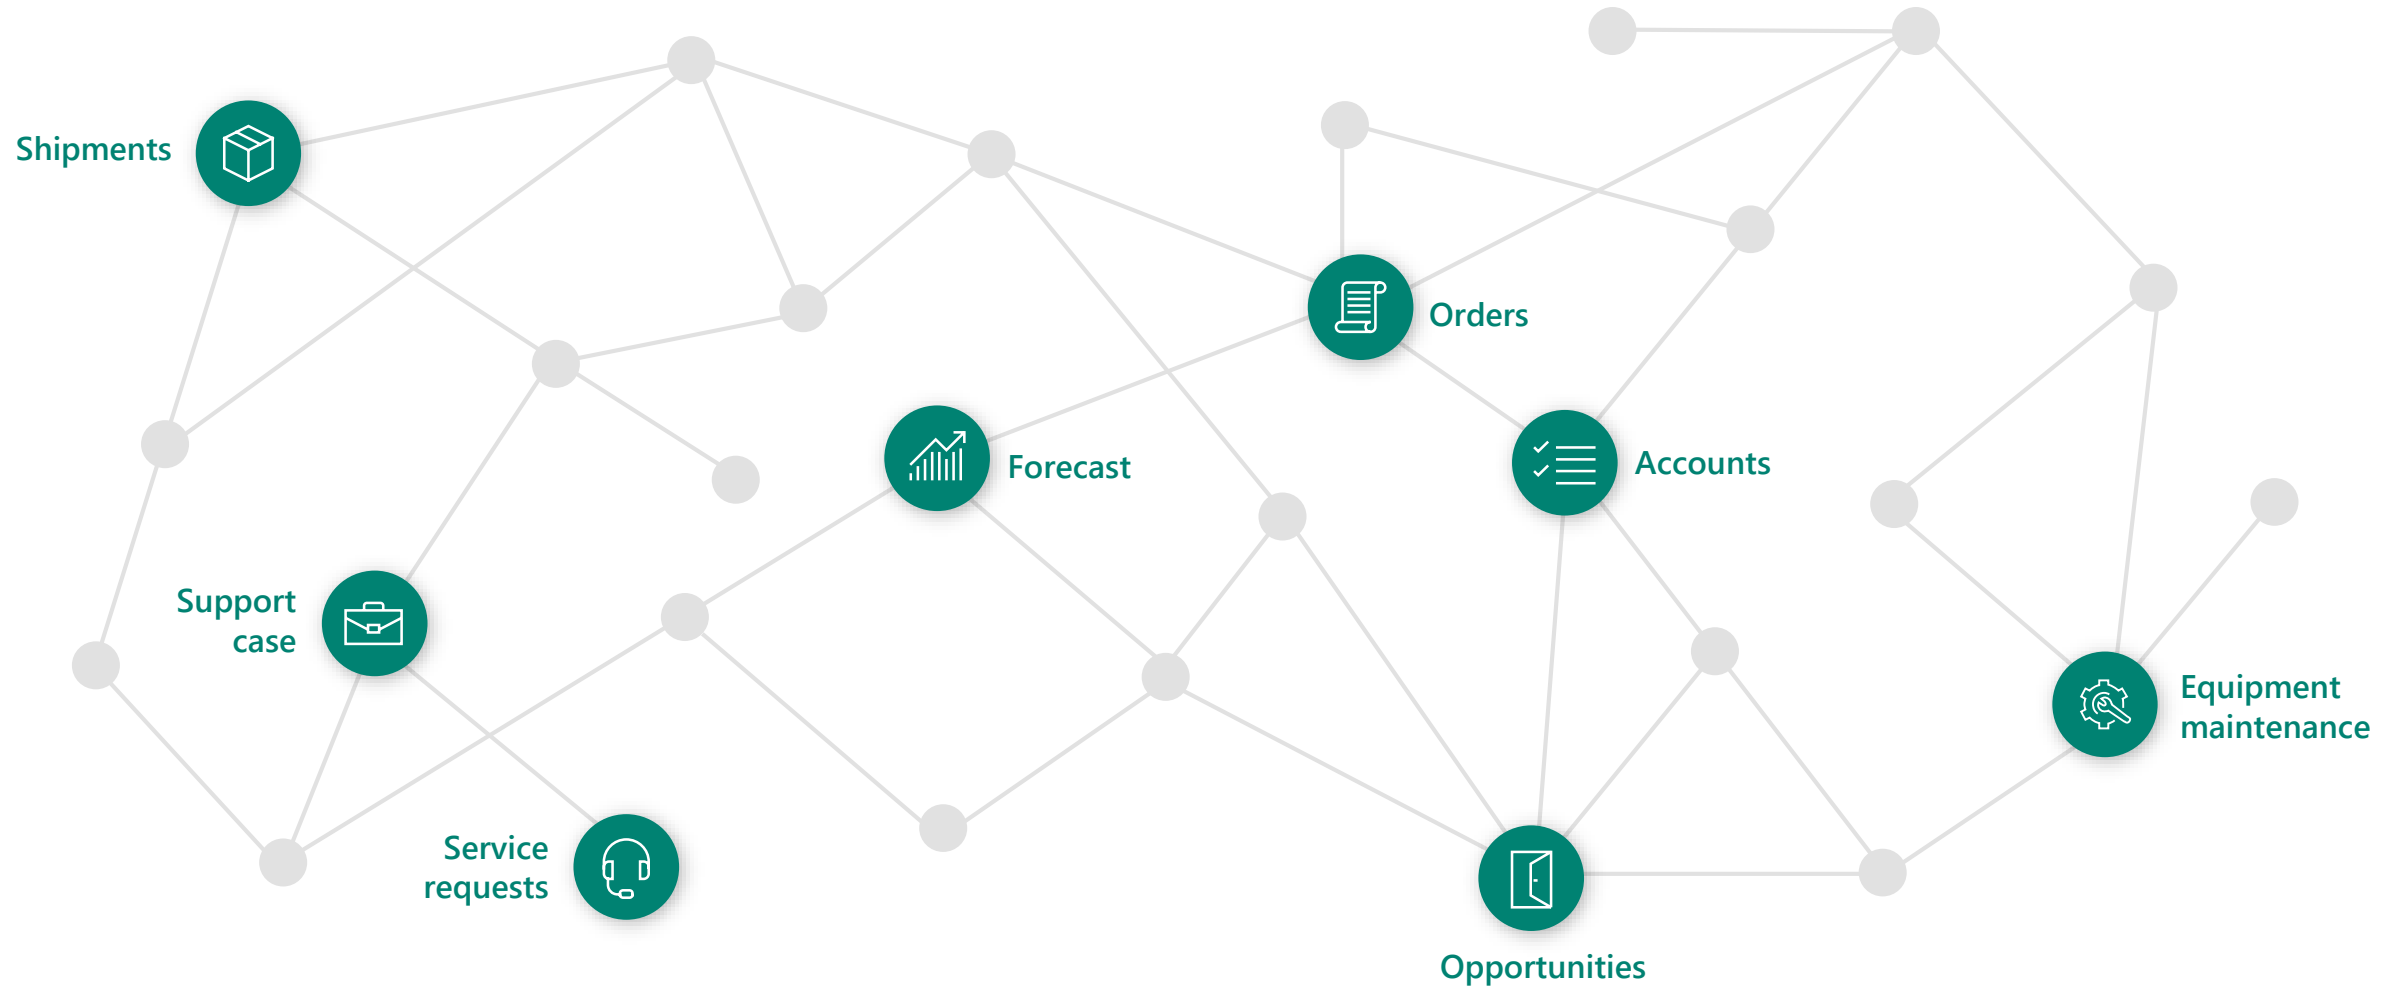 Shipments
Orders
Forecast
Accounts
Support
case
Equipment
maintenance
Service
requests
Opportunities